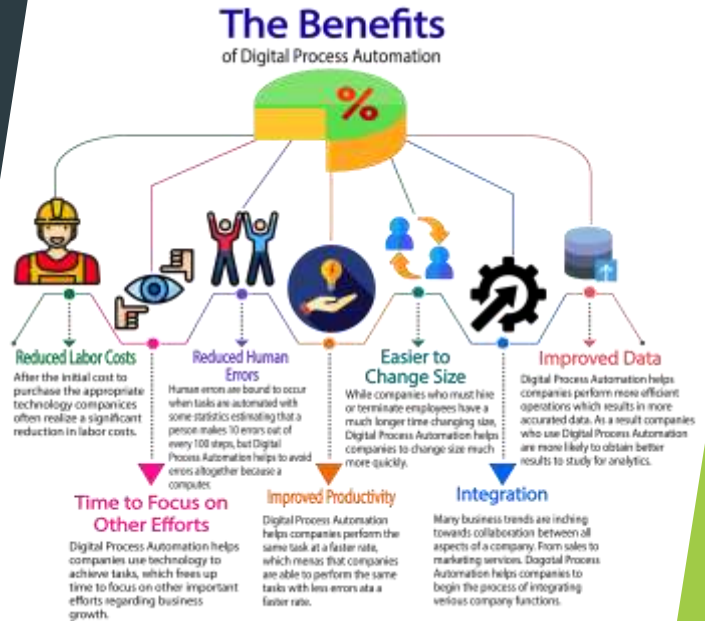 The Benefits
of Digital Process Automation
%
Reduced Labor Costs
After the initial cost to
purchase the appropriate
technology companices
often realize a significant
reduction in labor costs.
Time to Focus on
Other Efforts
Digital Process Automation helps
companies use technology to
achieve tasks, which frees up
time to focus on other important
efforts regarding business
growth.
Reduced Human
Errors
Human errors are bound to occur
when tasks are automated with
some statistics estimating that a
person makes 10 errors out of
every 100 steps, but Digital
Process Automation helps to avoid
errors altogether because a
computer.
Improved Productivity
Digital Process Automation
helps companies perform the
same task at a faster rate,
which menas that companies
are able to perform the same
tasks with less errors ata a
faster rate.
Easier to
Change Size
While companies who must hire
or terminate employees have a
much longer time changing size,
Digital Process Automation helps
companies to change size much
more quickly.
Integration
Many business trends are inching
towards collaboration between all
aspects of a company. From sales to
marketing services. Dogotal Process
Automation helps companies to
begin the process of integrating
verious company functions.
Improved Data
Digital Process Automation helps
companies perform more efficient
operations which results in more
accurated data. As a result companies
who use Digital Process Automation
are more likely to obtain better
results to study for analytics.